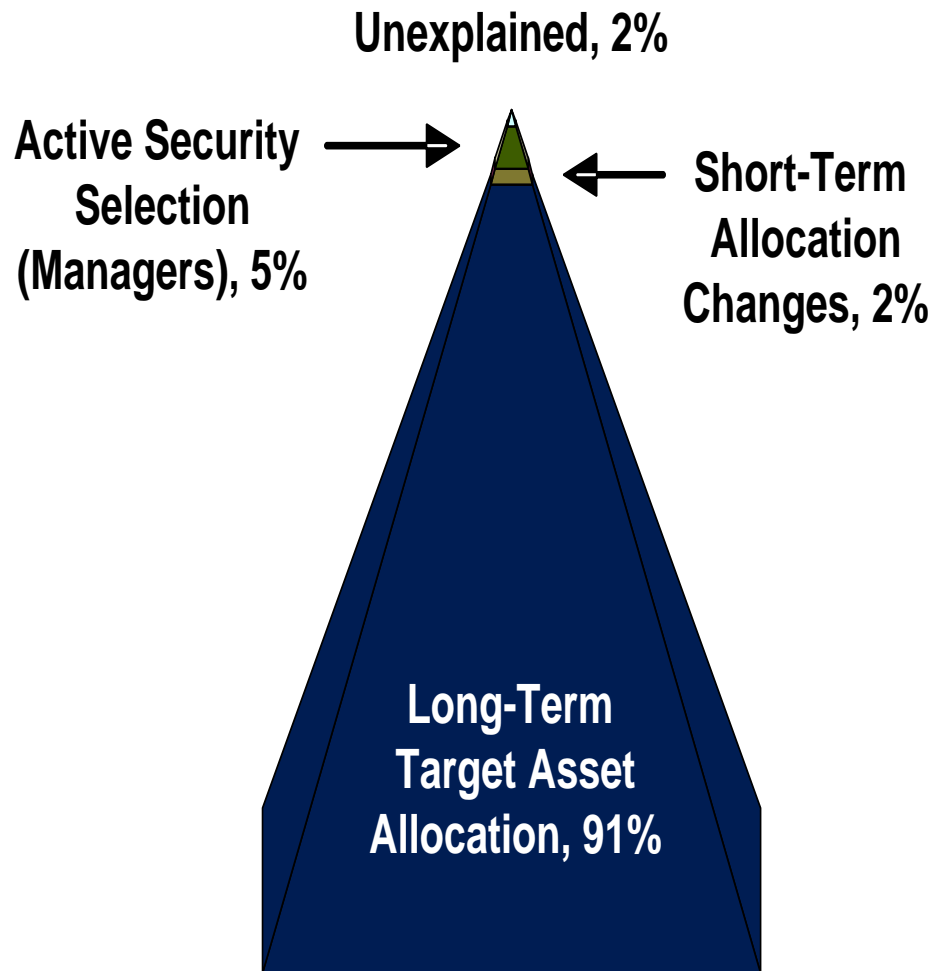 Unexplained, 2%
Active Security
Selection
(Managers), 5%
Short-Term
Allocation
Changes, 2%
Long-Term
Target Asset
Allocation, 91%